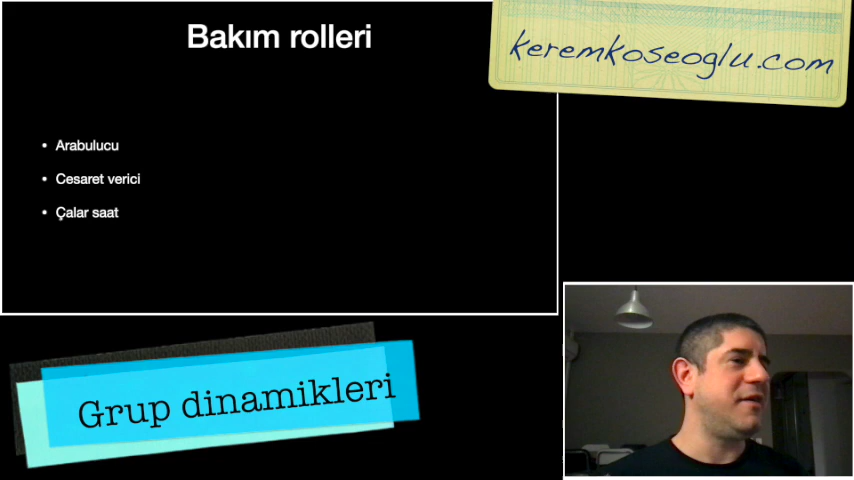 Bakım rolleri
keremkoseoglu.com
• Arabulucu
• Cesaret verici
• Çalar saat
Grup dinamikleri